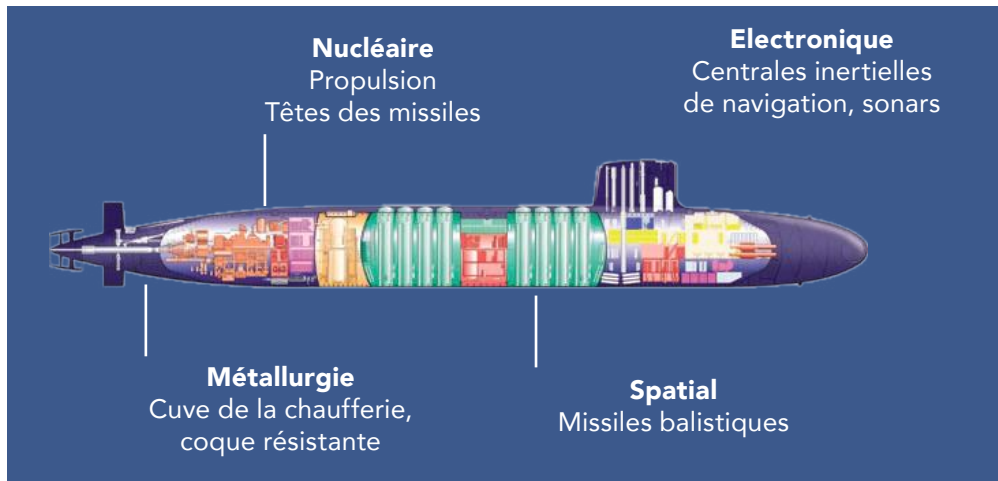 Nucléaire
Propulsion
Têtes des missiles
Electronique
Centrales inertielles
de navigation, sonars
Métallurgie
Cuve de la chaufferie,
coque résistante
Spatial
Missiles balistiques